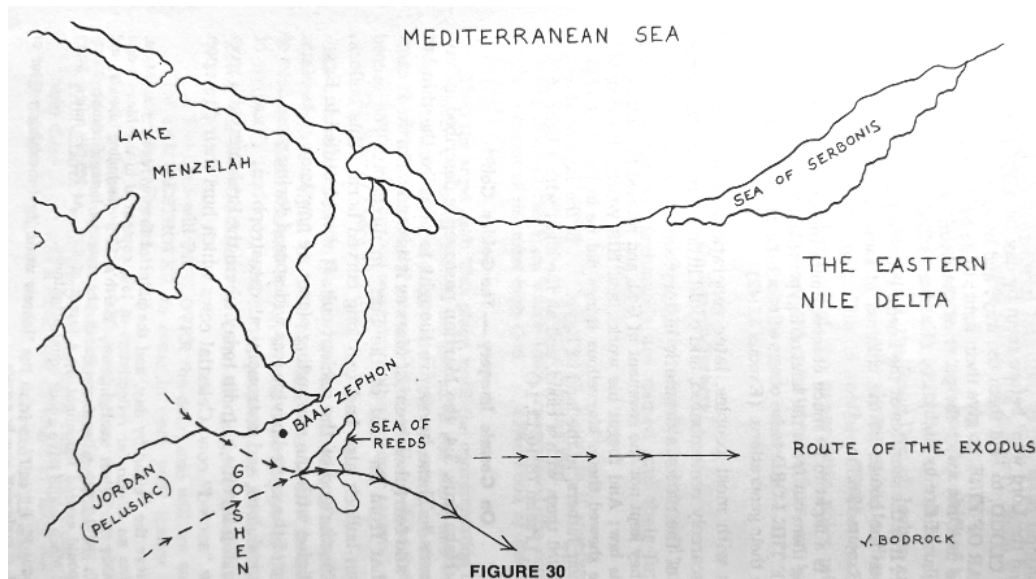 MEDITERRANEAN SEA
LAKE
MENZELAH
SEA OF SERBONIS
THE EASTERN
NILE DELTA
BAAL ZEPHON
SEA OF
REEDS
ROUTE OF THE EXODUS
JORDAN
(PELUSIAC)
GOSHEN
V. BODROCK
FIGURE 30